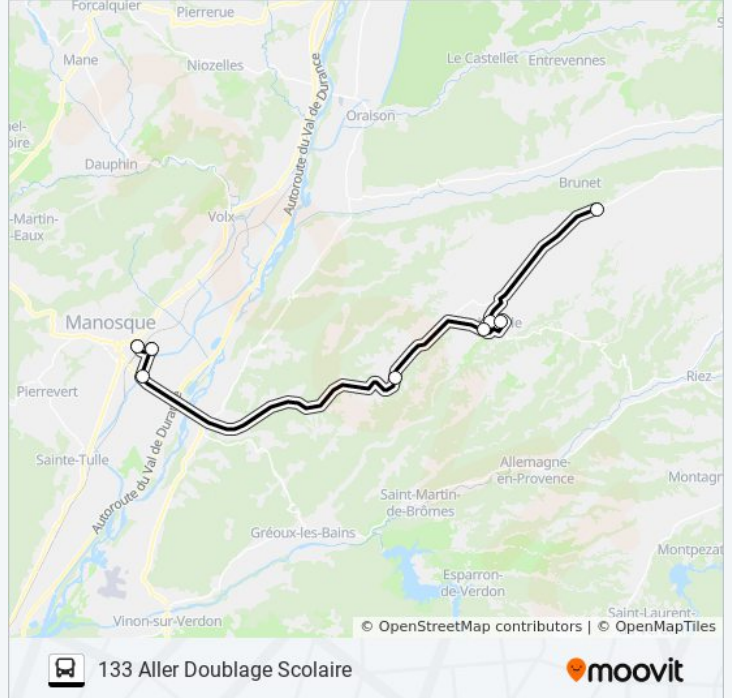 Forcalquier
Pierrerue
Mane
Niozelles
Le Castellet
Entrevennes
Autoroute du Val de Durance
Oraison
Dauphin
Brunet
-Martin-
-Eaux
Volx
Manosque
Pierrevert
Riez
Sainte-Tulle
Autoroute du Val de Durance
Allemagne-
en-Provence
Montagn
Saint-Martin-
de-Brômes
Gréoux-les-Bains
Montpezat
Esparron-
de-Verdon
Saint-Laurent-
Vinon-sur-Verdon
© OpenStreetMap contributors | © OpenMapTiles
133 Aller Doublage Scolaire
moovit